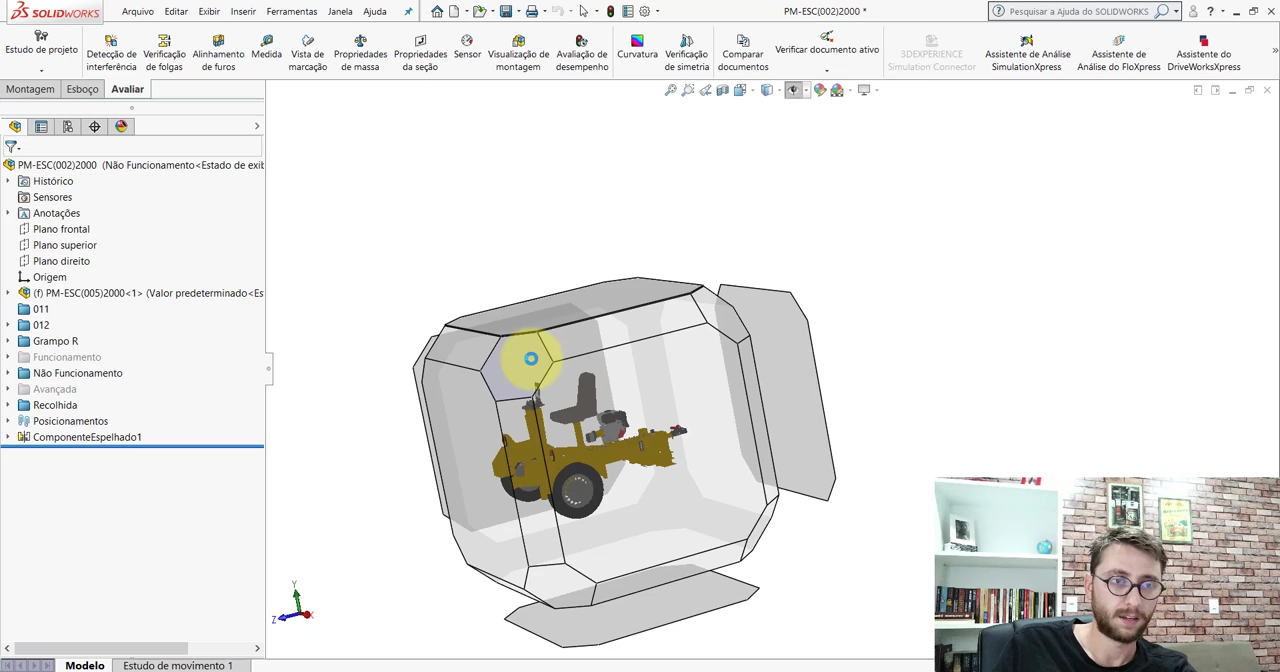 SOLIDWORKS
Arquivo Editar Exibir Inserir Ferramentas Janela Ajuda
PM-ESC(002)2000 *
Pesquisar a Ajuda do SOLIDWORKS
?
Estudo de projeto
Detecção de interferência
Verificação de folgas
Alinhamento de furos
Medida
Vista de marcação
Propriedades de massa
Propriedades da seção
Sensor
Visualização de montagem
Avaliação de desempenho
Curvatura
Verificação de simetria
Comparar documentos
Verificar documento ativo
3DEXPERIENCE Simulation Connector
Assistente de Análise SimulationXpress
Assistente de Análise do FloXpress
Assistente do DriveWorksXpress
Montagem Esboço Avaliar
PM-ESC(002)2000 (Não Funcionamento<Estado de exib
Histórico
Sensores
Anotações
Plano frontal
Plano superior
Plano direito
Origem
(f) PM-ESC(005)2000<1> (Valor predeterminado<Es
011
012
Grampo R
Funcionamento
Não Funcionamento
Avançada
Recolhida
Posicionamentos
ComponenteEspelhado1
Y
Z
X
Modelo Estudo de movimento 1